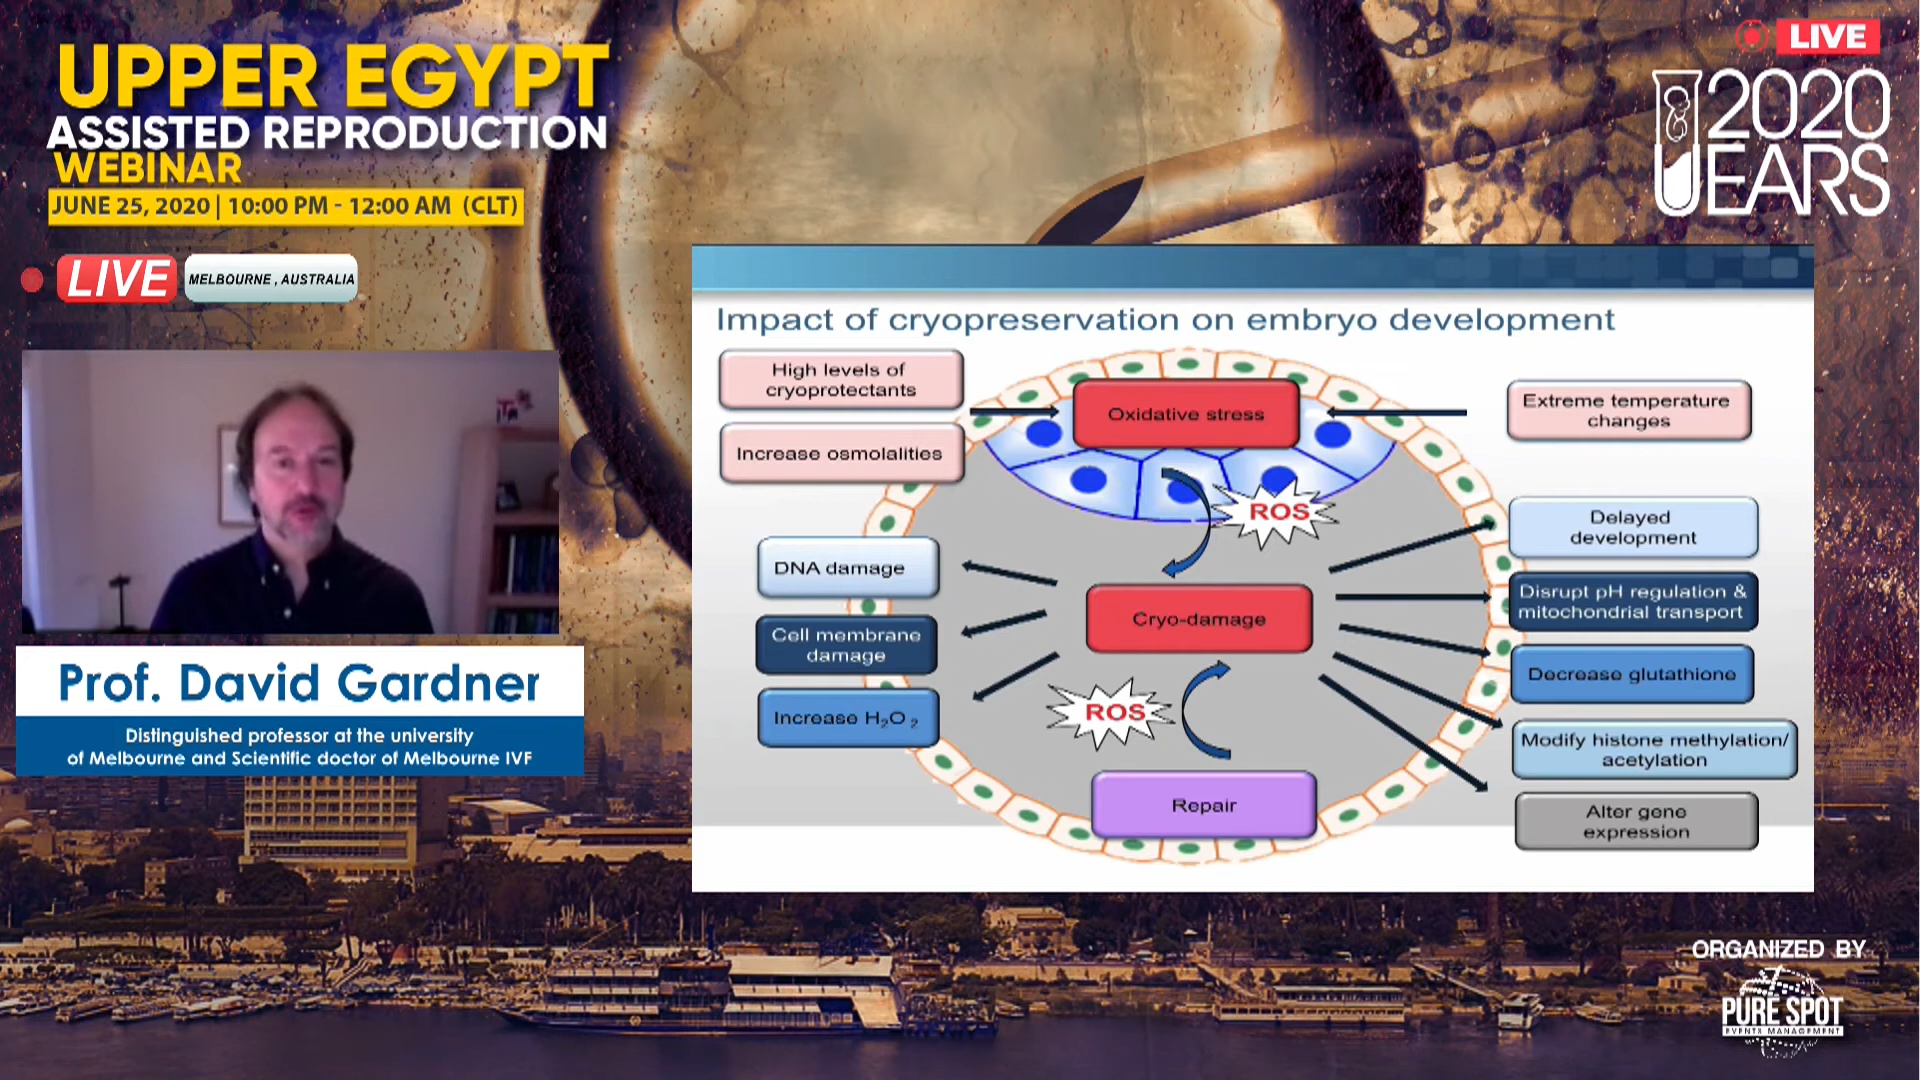 UPPER EGYPT
ASSISTED REPRODUCTION
WEBINAR
JUNE 25, 2020 | 10:00 PM - 12:00 AM (CLT)
LIVE
MELBOURNE , AUSTRALIA
Prof. David Gardner
Distinguished professor at the university
of Melbourne and Scientific doctor of Melbourne IVF
LIVE
2020
UEARS
Impact of cryopreservation on embryo development
High levels of
cryoprotectants
Increase osmolalities
Oxidative stress
Extreme temperature
changes
ROS
DNA damage
Cell membrane
damage
Increase H₂O₂
Cryo-damage
ROS
Repair
Delayed
development
Disrupt pH regulation &
mitochondrial transport
Decrease glutathione
Modify histone methylation/
acetylation
Alter gene
expression
ORGANIZED BY
PURE SPOT
EVENTS MANAGEMENT